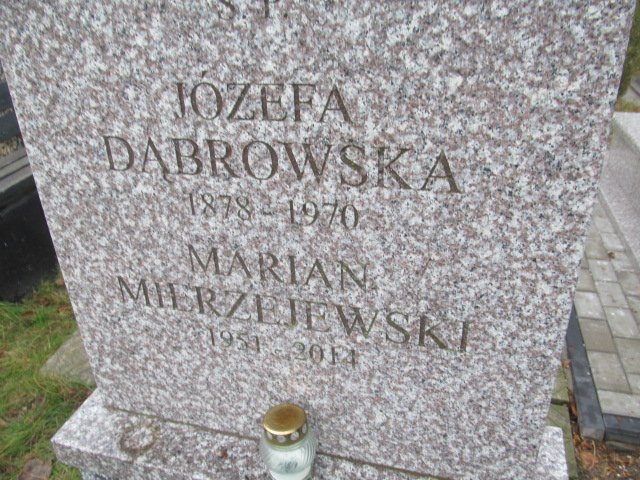 Ś.P.
JÓZEFA
DĄBROWSKA
1878 - 1970
MARIAN
MIERZEJEWSKI
1951 - 2014